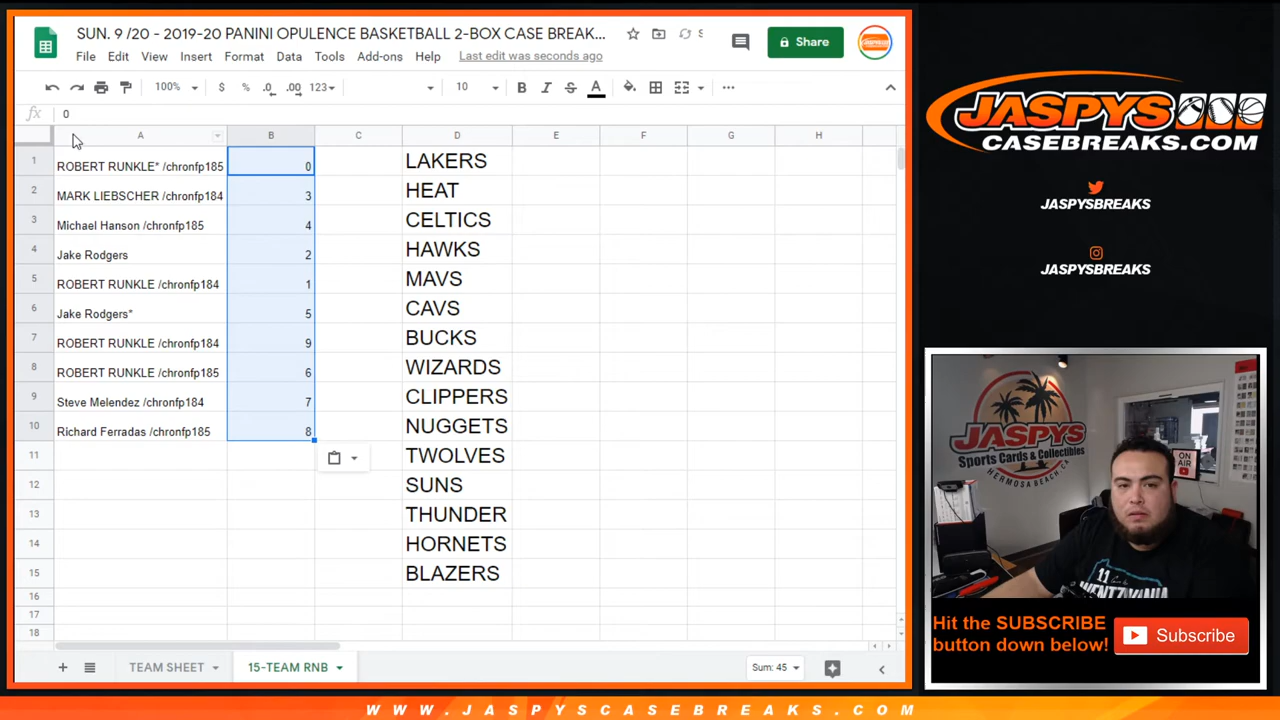 SUN. 9 /20 - 2019-20 PANINI OPULENCE BASKETBALL 2-BOX CASE BREAK...
S
File Edit View Insert Format Data Tools Add-ons Help Last edit was seconds ago
Share
100% $ % .0 .00 123 10 B I S A
fx 0
A B C D E F G H
1 ROBERT RUNKLE* /chronfp185 0 LAKERS
2 MARK LIEBSCHER /chronfp184 3 HEAT
3 Michael Hanson /chronfp185 4 CELTICS
4 Jake Rodgers 2 HAWKS
5 ROBERT RUNKLE /chronfp184 1 MAVS
6 Jake Rodgers* 5 CAVS
7 ROBERT RUNKLE /chronfp184 9 BUCKS
8 ROBERT RUNKLE /chronfp185 6 WIZARDS
9 Steve Melendez /chronfp184 7 CLIPPERS
10 Richard Ferradas /chronfp185 8 NUGGETS
11 TWOLVES
12 SUNS
13 THUNDER
14 HORNETS
15 BLAZERS
16
17
18
TEAM SHEET 15-TEAM RNB Sum: 45
JASPYS
CASEBREAKS.COM
JASPYSBREAKS
JASPYSBREAKS
JASPYS
Sports Cards & Collectibles
HERMOSA BEACH, CA
ON AIR
11
Hit the SUBSCRIBE
button down below!
Subscribe
WWW.JASPYSCASEBREAKS.COM